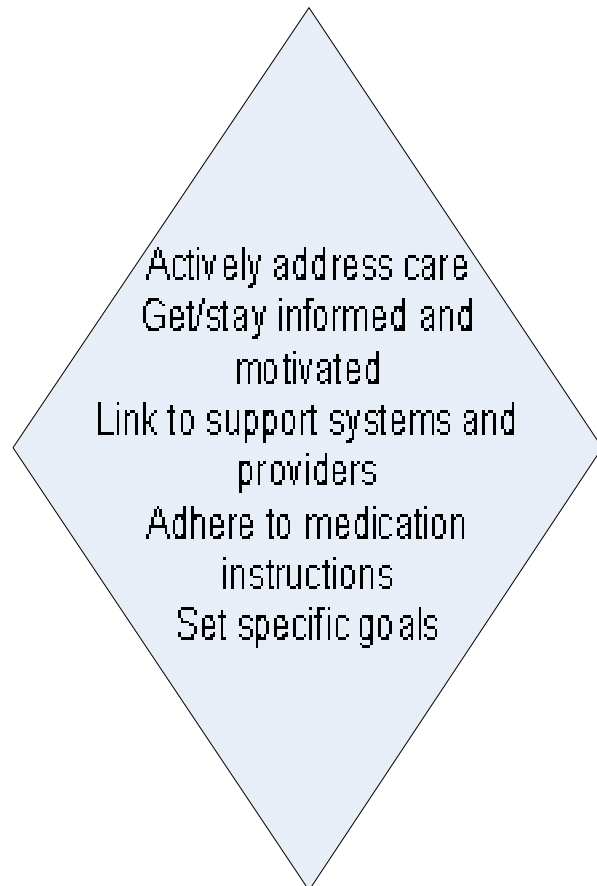 Actively address care
Get/stay informed and
motivated
Link to support systems and
providers
Adhere to medication
instructions
Set specific goals